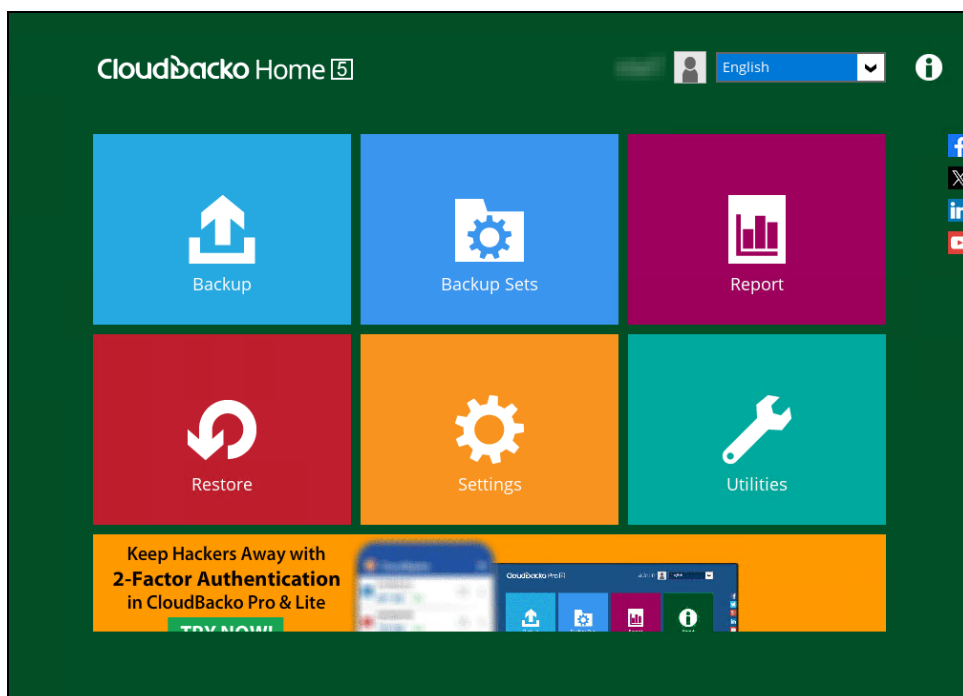 CloudBacko Home 5
English
Backup
Backup Sets
Report
Restore
Settings
Utilities
Keep Hackers Away with
2-Factor Authentication
in CloudBacko Pro & Lite
TRY NOW!
CloudBacko Pro 5
English